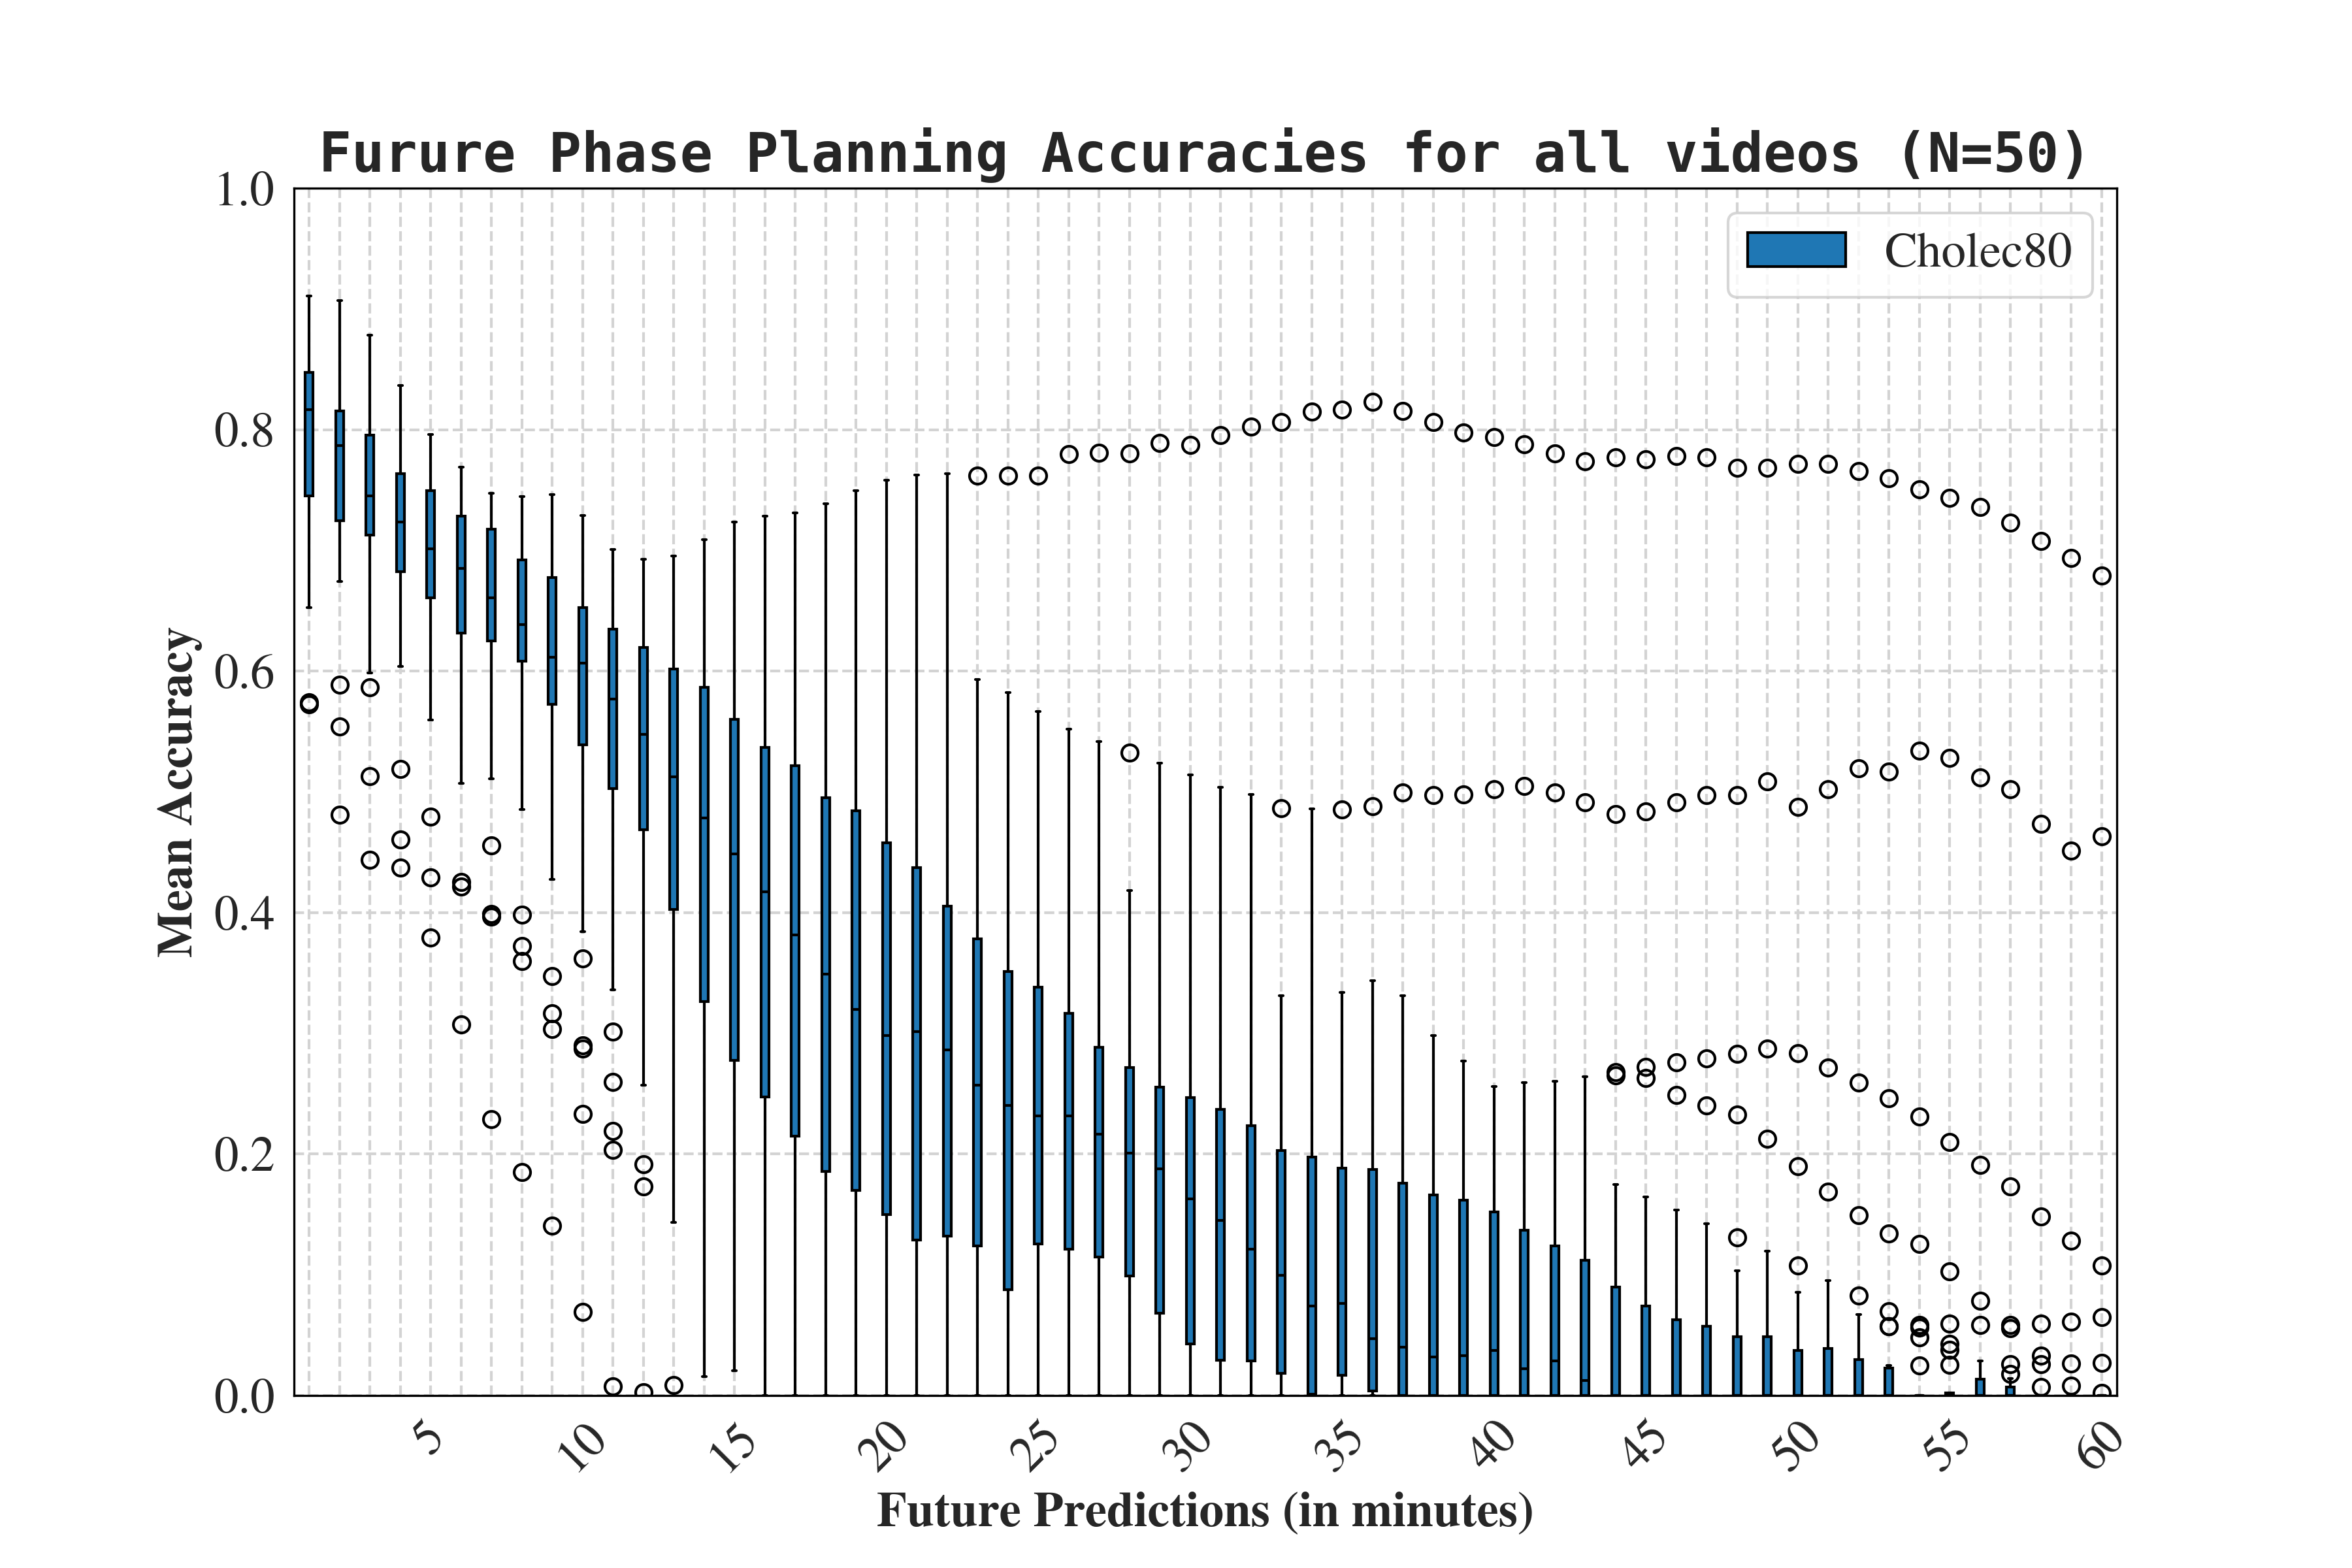 Furure Phase Planning Accuracies for all videos (N=50)
1.0
Cholec80
0.8
0.6
Mean Accuracy
0.4
0.2
0.0
5 10 15 20 25 30 35 40 45 50 55 60
Future Predictions (in minutes)